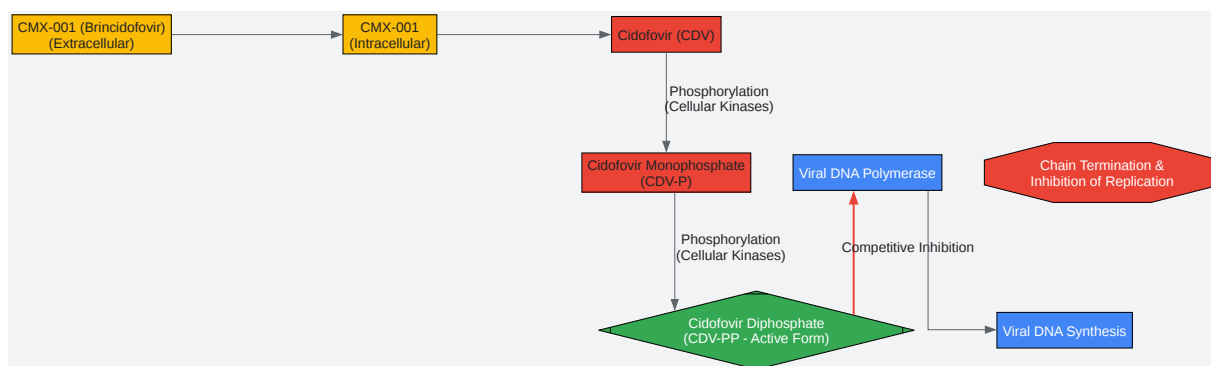 CMX-001 (Brincidofovir)
(Extracellular)
CMX-001
(Intracellular)
Cidofovir (CDV)
Phosphorylation
(Cellular Kinases)
Cidofovir Monophosphate
(CDV-P)
Viral DNA Polymerase
Chain Termination &
Inhibition of Replication
Phosphorylation
(Cellular Kinases)
Competitive Inhibition
Cidofovir Diphosphate
(CDV-PP - Active Form)
Viral DNA Synthesis